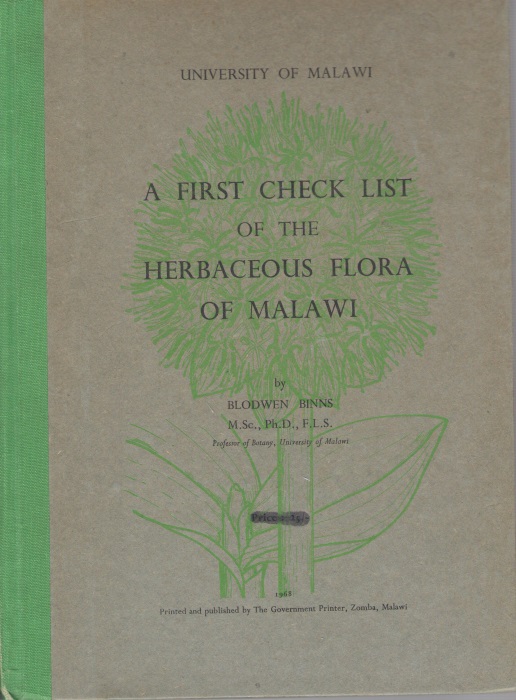 UNIVERSITY OF MALAWI
A FIRST CHECK LIST
OF THE
HERBACEOUS FLORA
OF MALAWI
by
BLODWEN BINNS
M.Sc., Ph.D., F.L.S.
Professor of Botany, University of Malawi
Price
1968
Printed and published by The Government Printer, Zomba, Malawi